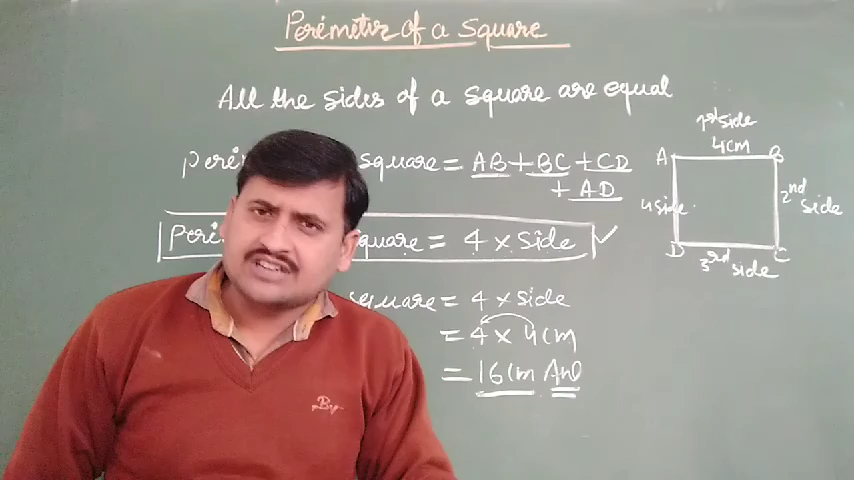 Perimeter of a Square
All the sides of a square are equal
square = AB + BC + CD
+ AD
= 4 x side
square = 4 x side
= 4 x 4cm
= 16cm Ans
1st side
4cm
A B
4 side
2nd side
D C
3rd side
By